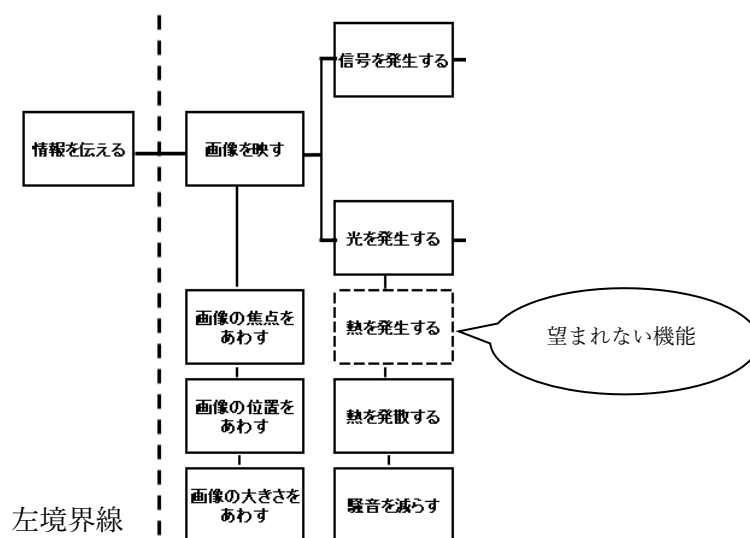 信号を発生する
情報を伝える
画像を映す
光を発生する
画像の焦点を
あわす
熱を発生する
望まれない機能
画像の位置を
あわす
熱を発散する
画像の大きさを
あわす
騒音を減らす
左境界線